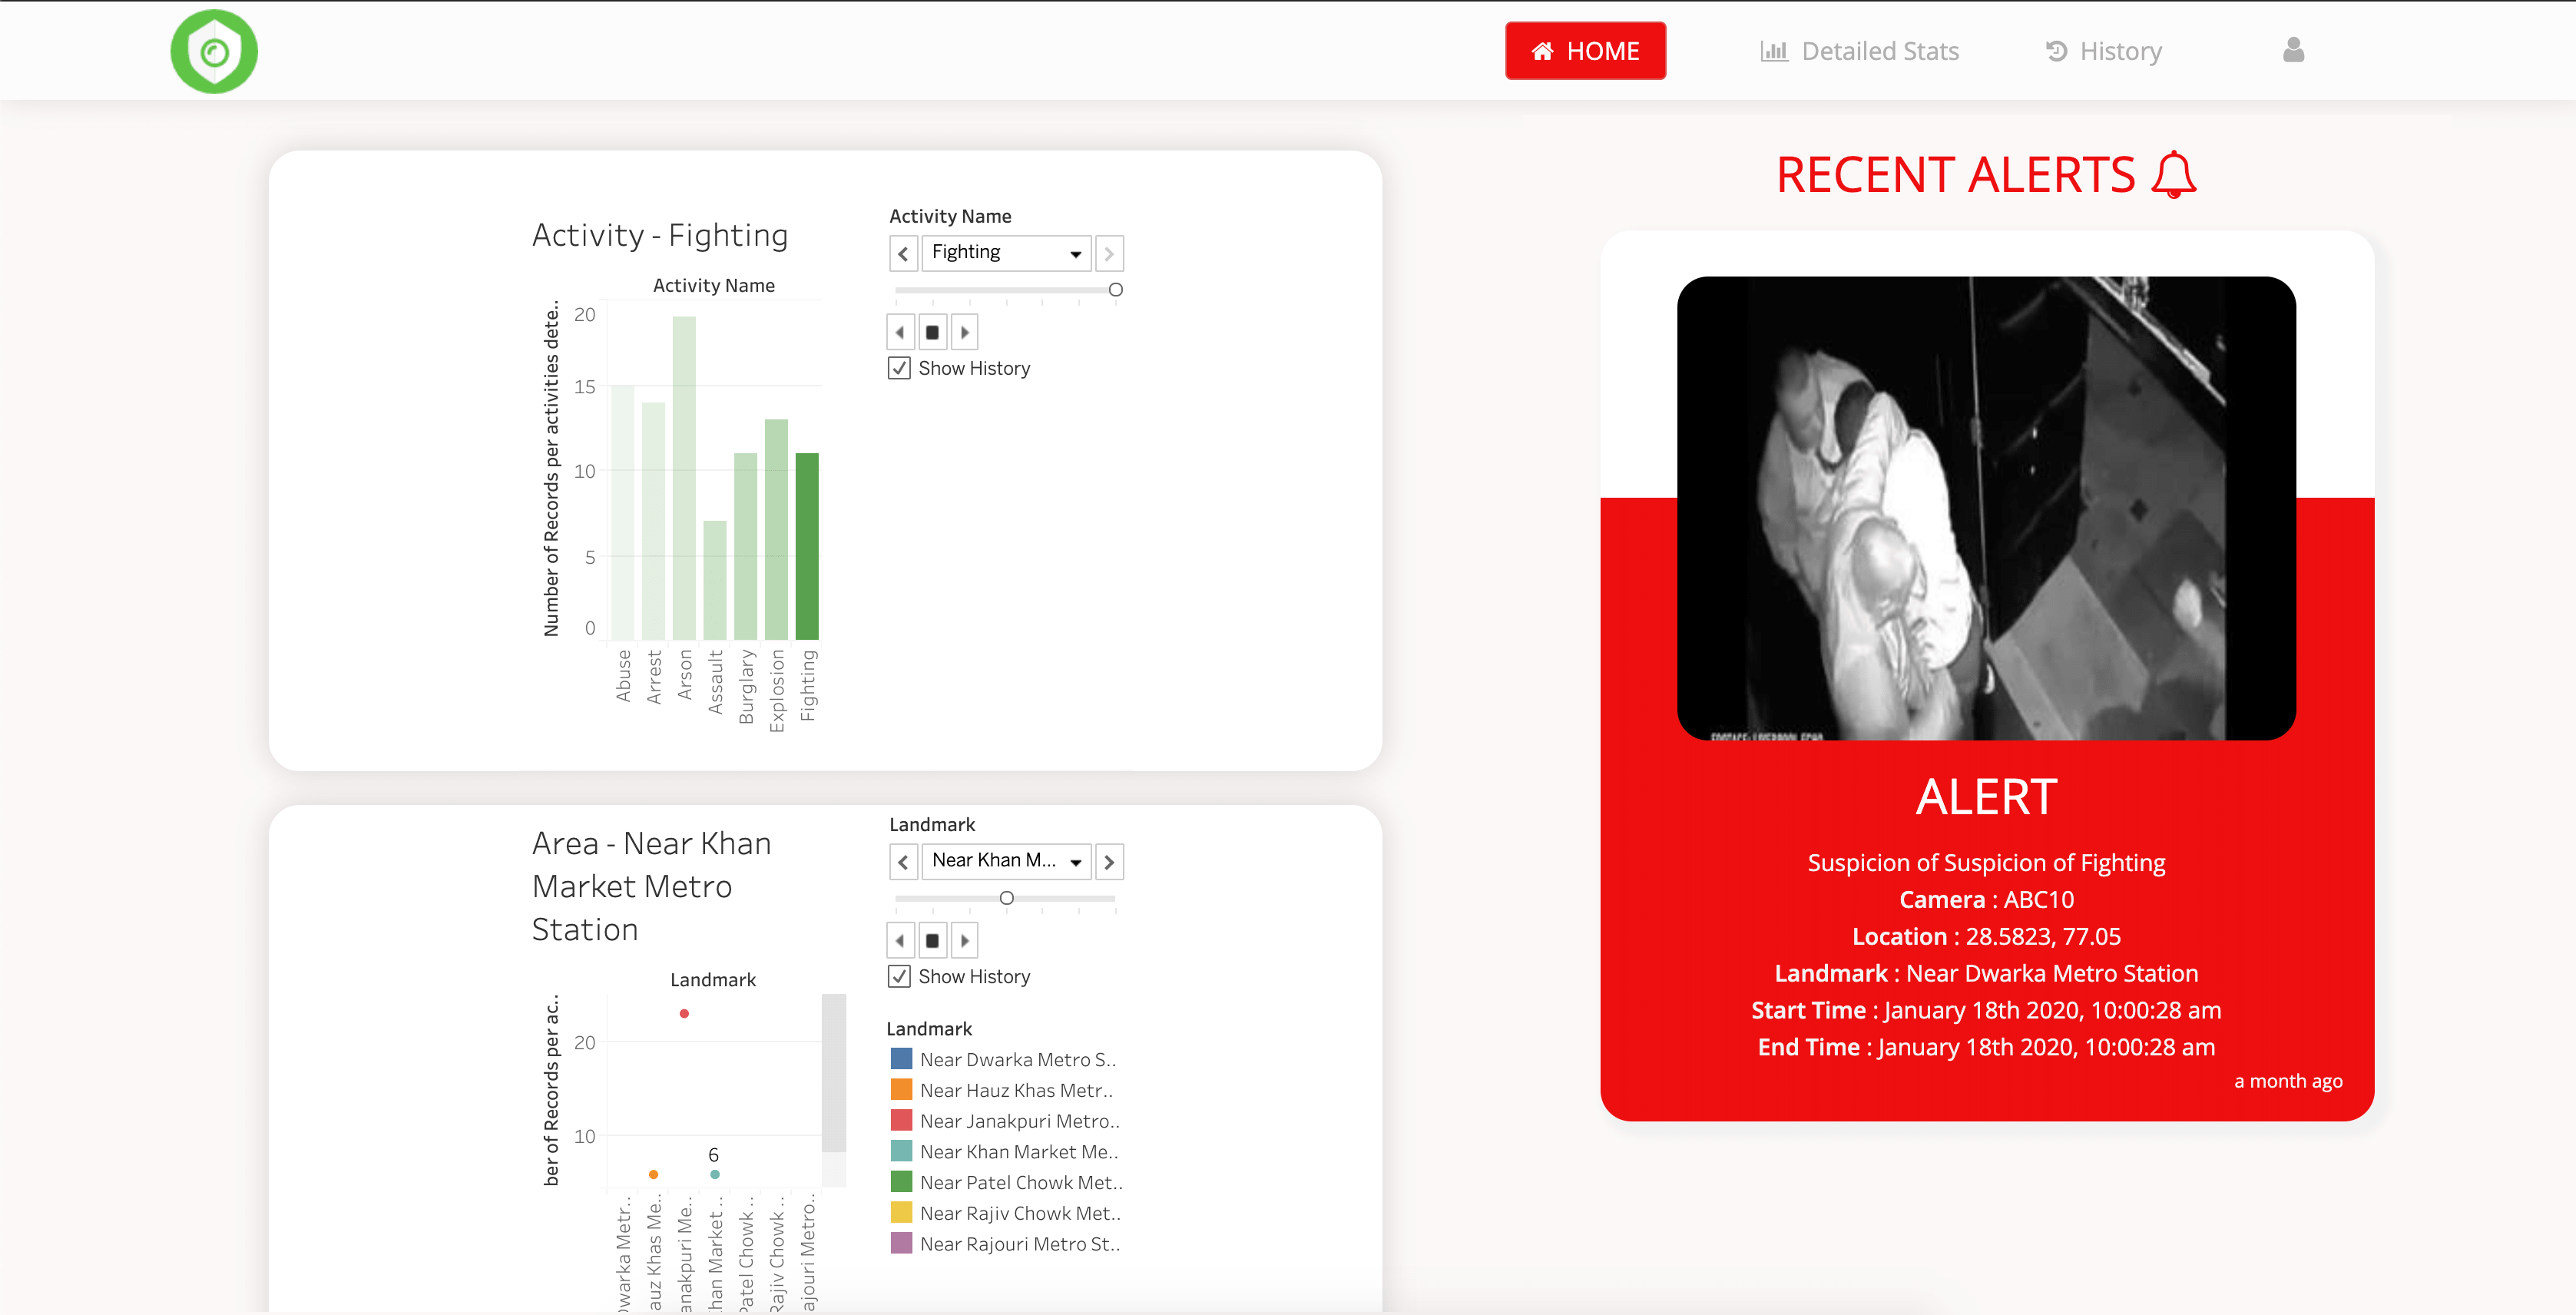 HOME
Detailed Stats
History
Activity - Fighting
Activity Name
Number of Records per activities dete..
20
15
10
5
0
Abuse
Arrest
Arson
Assault
Burglary
Explosion
Fighting
Activity Name
Fighting
Show History
Area - Near Khan
Market Metro
Station
Landmark
ber of Records per ac..
20
10
6
Dwarka Metr..
auz Khas Me..
anakpuri Me..
han Market ..
Patel Chowk ..
Rajiv Chowk ..
ajouri Metro..
Landmark
Near Khan M...
Show History
Landmark
Near Dwarka Metro S..
Near Hauz Khas Metr..
Near Janakpuri Metro..
Near Khan Market Me..
Near Patel Chowk Met..
Near Rajiv Chowk Met..
Near Rajouri Metro St..
RECENT ALERTS
ALERT
Suspicion of Suspicion of Fighting
Camera : ABC10
Location : 28.5823, 77.05
Landmark : Near Dwarka Metro Station
Start Time : January 18th 2020, 10:00:28 am
End Time : January 18th 2020, 10:00:28 am
a month ago